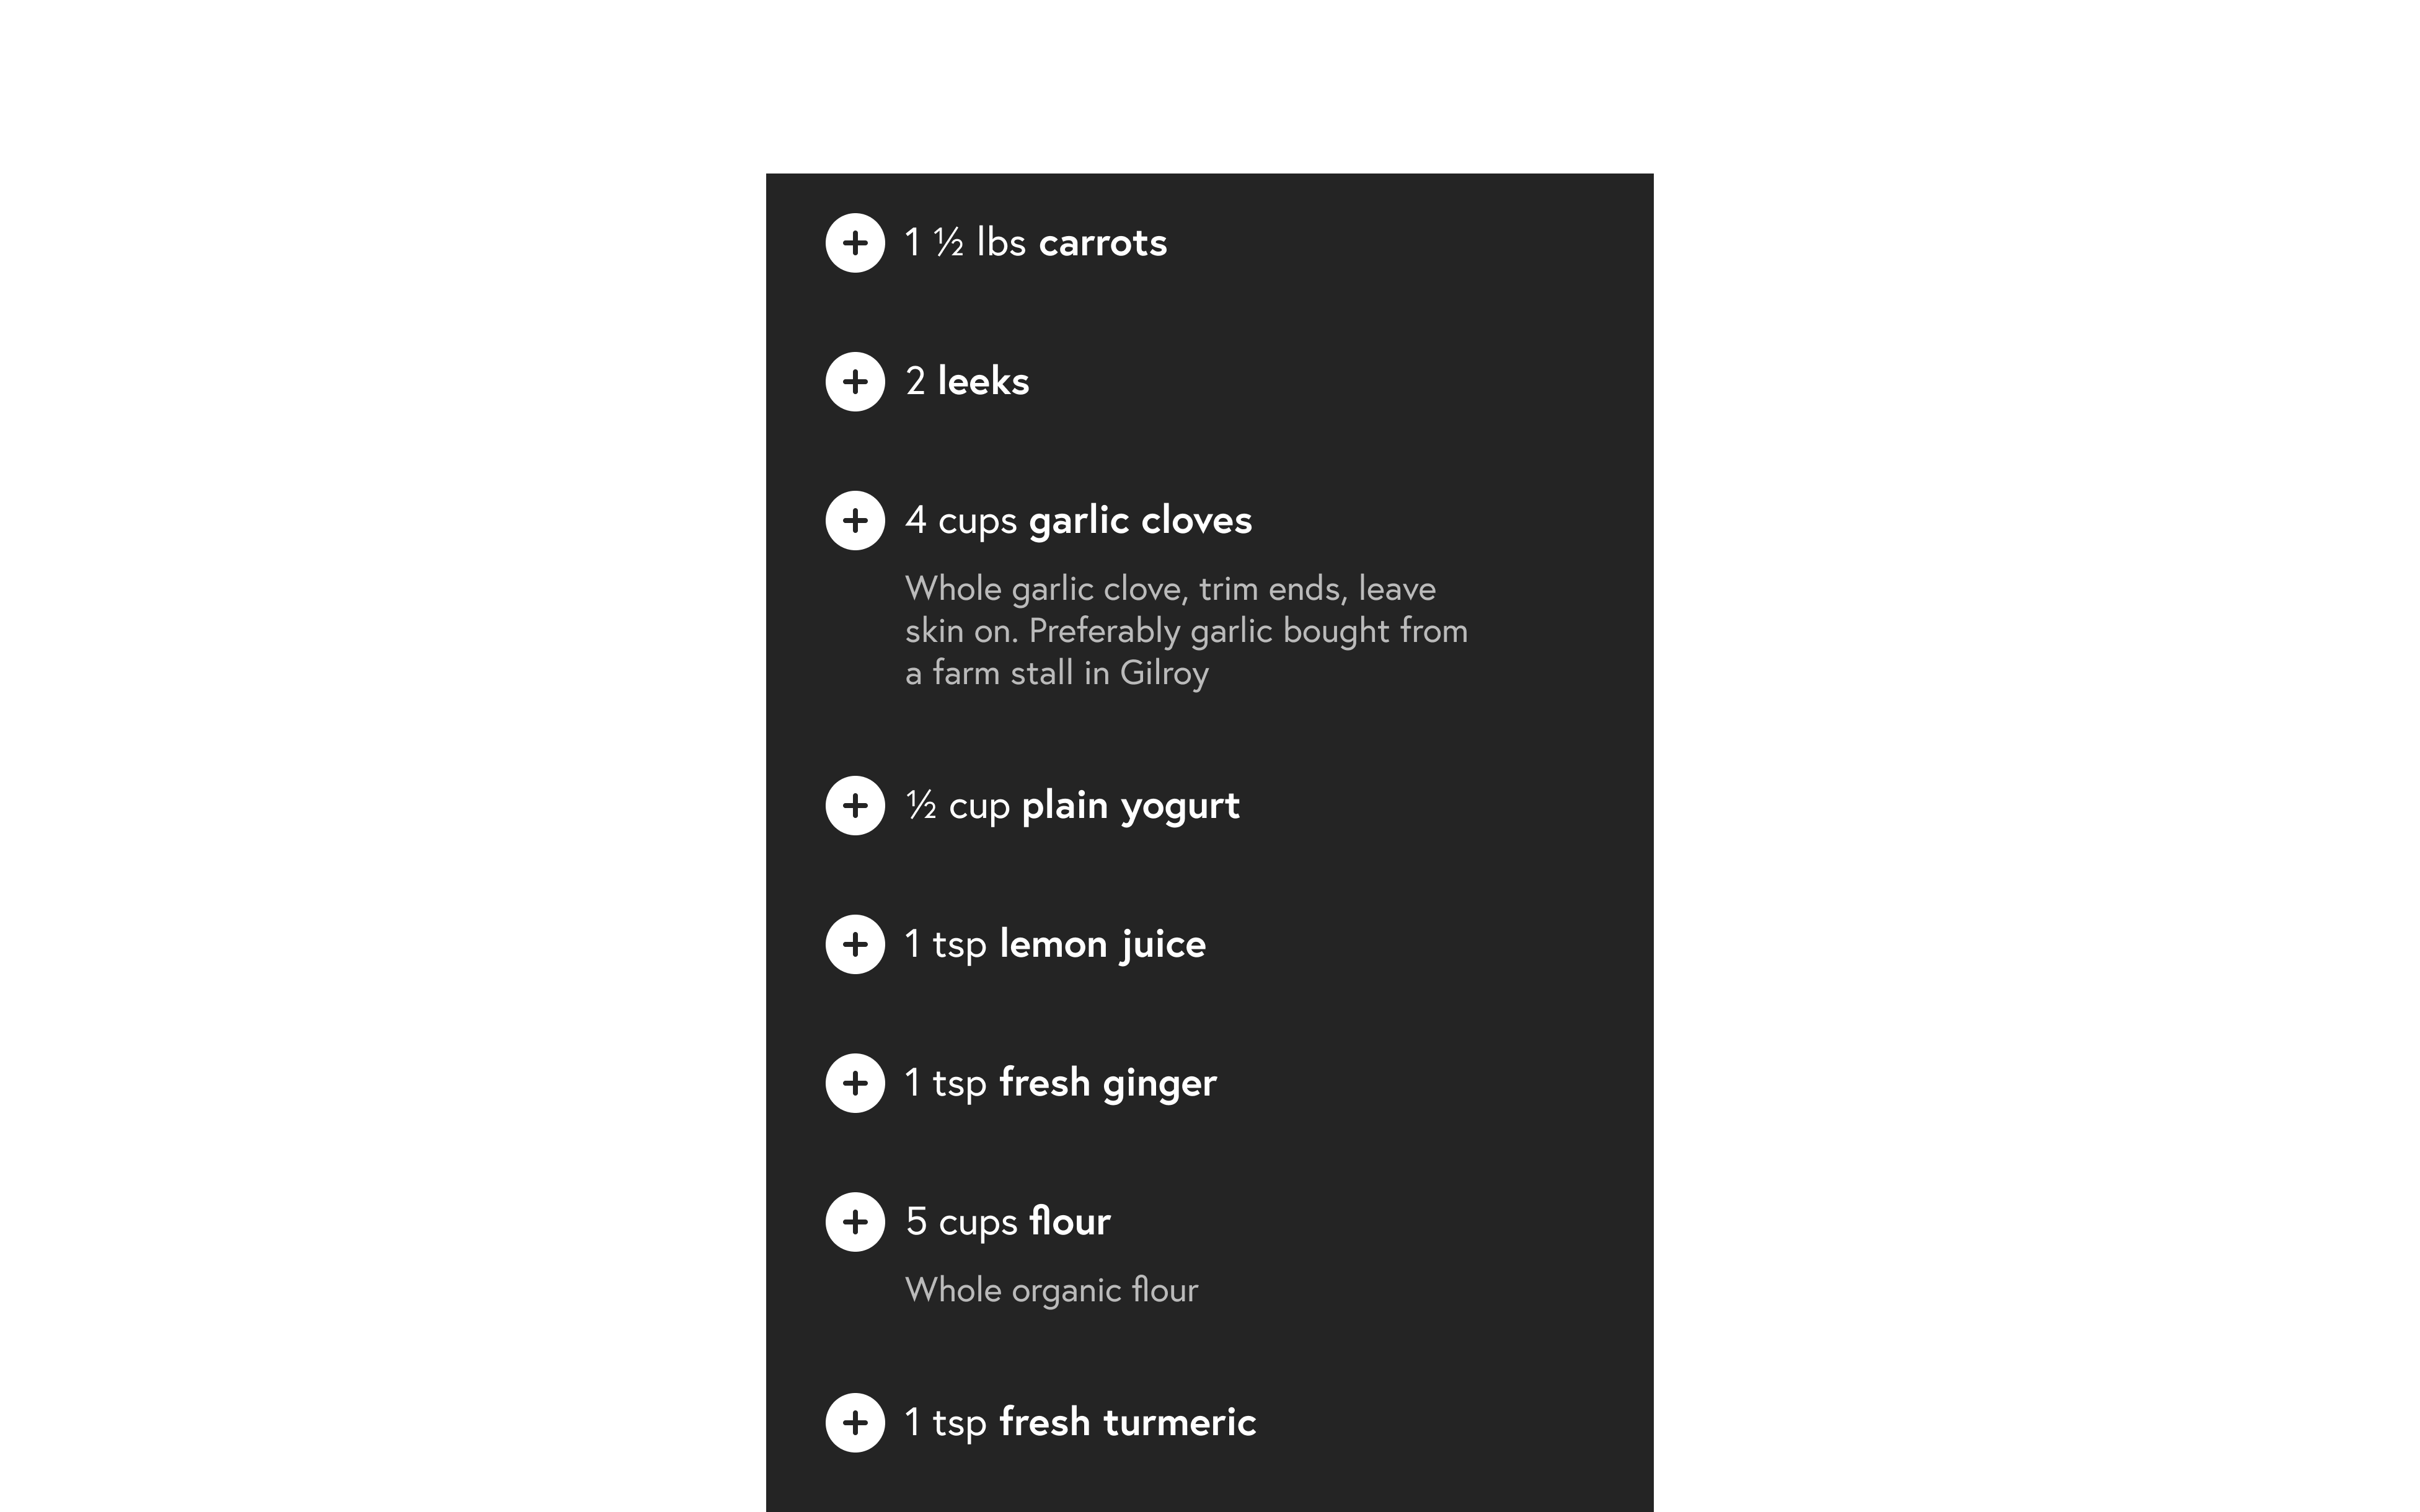 1 ½ lbs carrots
2 leeks
4 cups garlic cloves
Whole garlic clove, trim ends, leave
skin on. Preferably garlic bought from
a farm stall in Gilroy
½ cup plain yogurt
1 tsp lemon juice
1 tsp fresh ginger
5 cups flour
Whole organic flour
1 tsp fresh turmeric